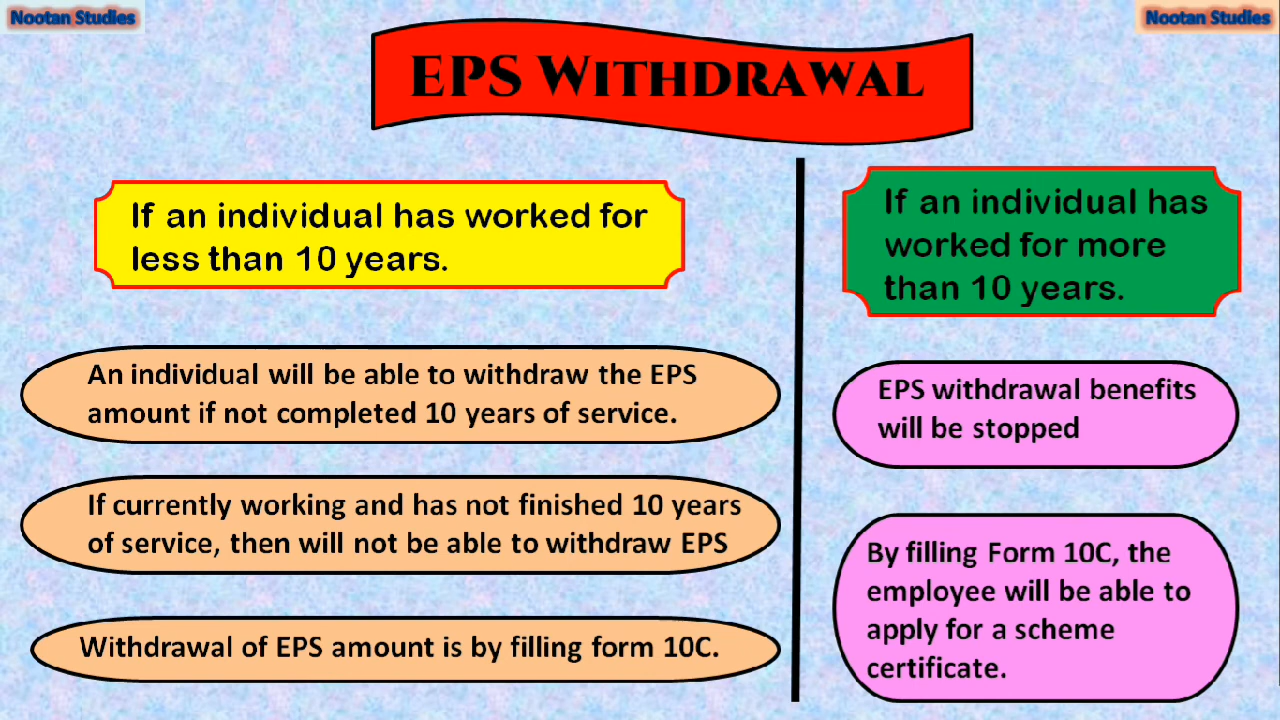 Nootan Studies
Nootan Studies
EPS WITHDRAWAL
If an individual has worked for
less than 10 years.
An individual will be able to withdraw the EPS
amount if not completed 10 years of service.
If currently working and has not finished 10 years
of service, then will not be able to withdraw EPS
Withdrawal of EPS amount is by filling form 10C.
If an individual has
worked for more
than 10 years.
EPS withdrawal benefits
will be stopped
By filling Form 10C, the
employee will be able to
apply for a scheme
certificate.